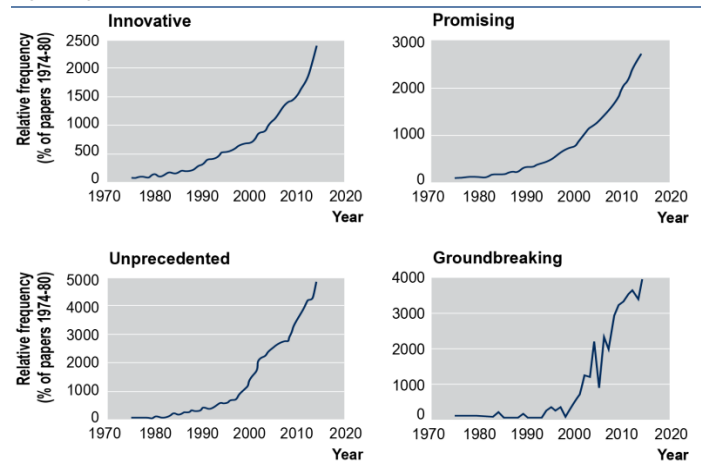 Innovative
Relative frequency
(% of papers 1974-80)
2500
2000
1500
1000
500
0
1970 1980 1990 2000 2010 2020
Year
Promising
3000
2000
1000
0
1970 1980 1990 2000 2010 2020
Year
Unprecedented
Relative frequency
(% of papers 1974-80)
5000
4000
3000
2000
1000
0
1970 1980 1990 2000 2010 2020
Year
Groundbreaking
4000
3000
2000
1000
0
1970 1980 1990 2000 2010 2020
Year